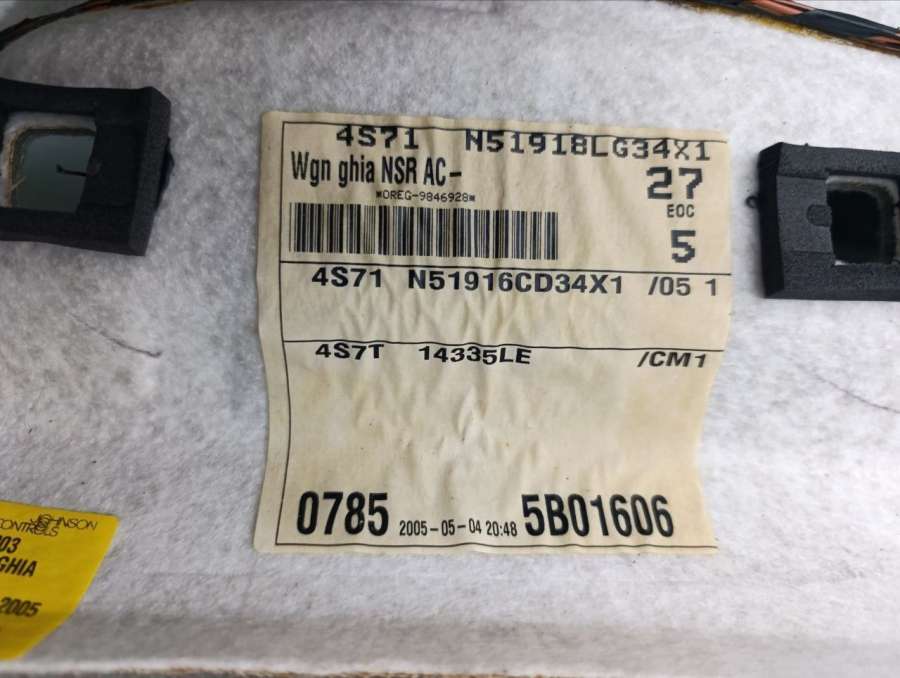 4S71 N51918LG34X1
Wgn ghia NSR AC-
*OREG-9846928*
27
EOC
5
4S71 N51916CD34X1 /05 1
4S7T 14335LE /CM1
0785 2005-05-04 20:48 5B01606
JOHNSON
CONTROLS
03
GHIA
2005